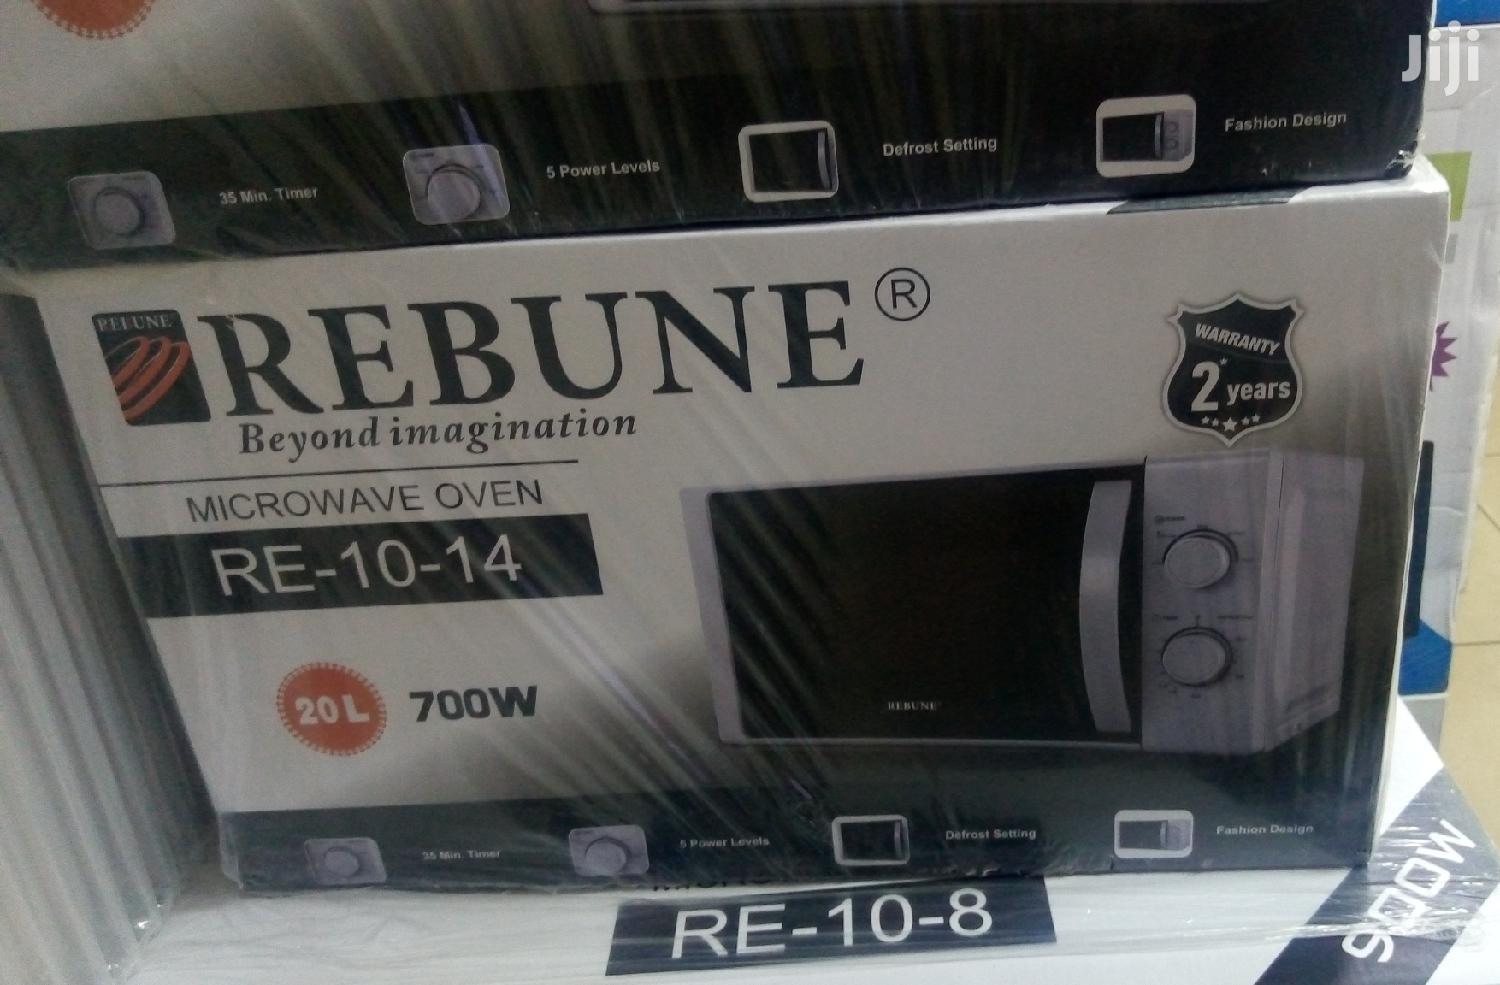 Jiji
35 Min. Timer
5 Power Levels
Defrost Setting
Fashion Design
REBUNE
REBUNE®
Beyond imagination
WARRANTY
2* years
MICROWAVE OVEN
RE-10-14
20L
700W
REBUNE
35 Min. Timer
5 Power Levels
Defrost Setting
Fashion Design
RE-10-8
900W